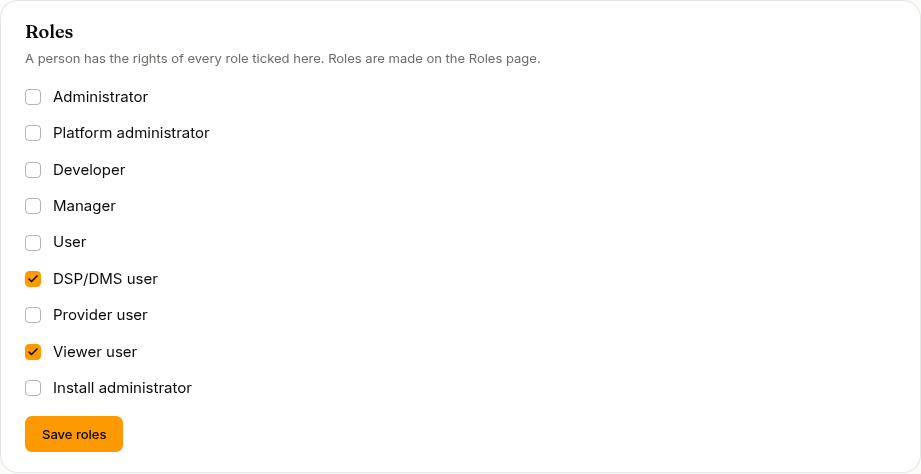 Roles
A person has the rights of every role ticked here. Roles are made on the Roles page.
Administrator
Platform administrator
Developer
Manager
User
DSP/DMS user
Provider user
Viewer user
Install administrator
Save roles